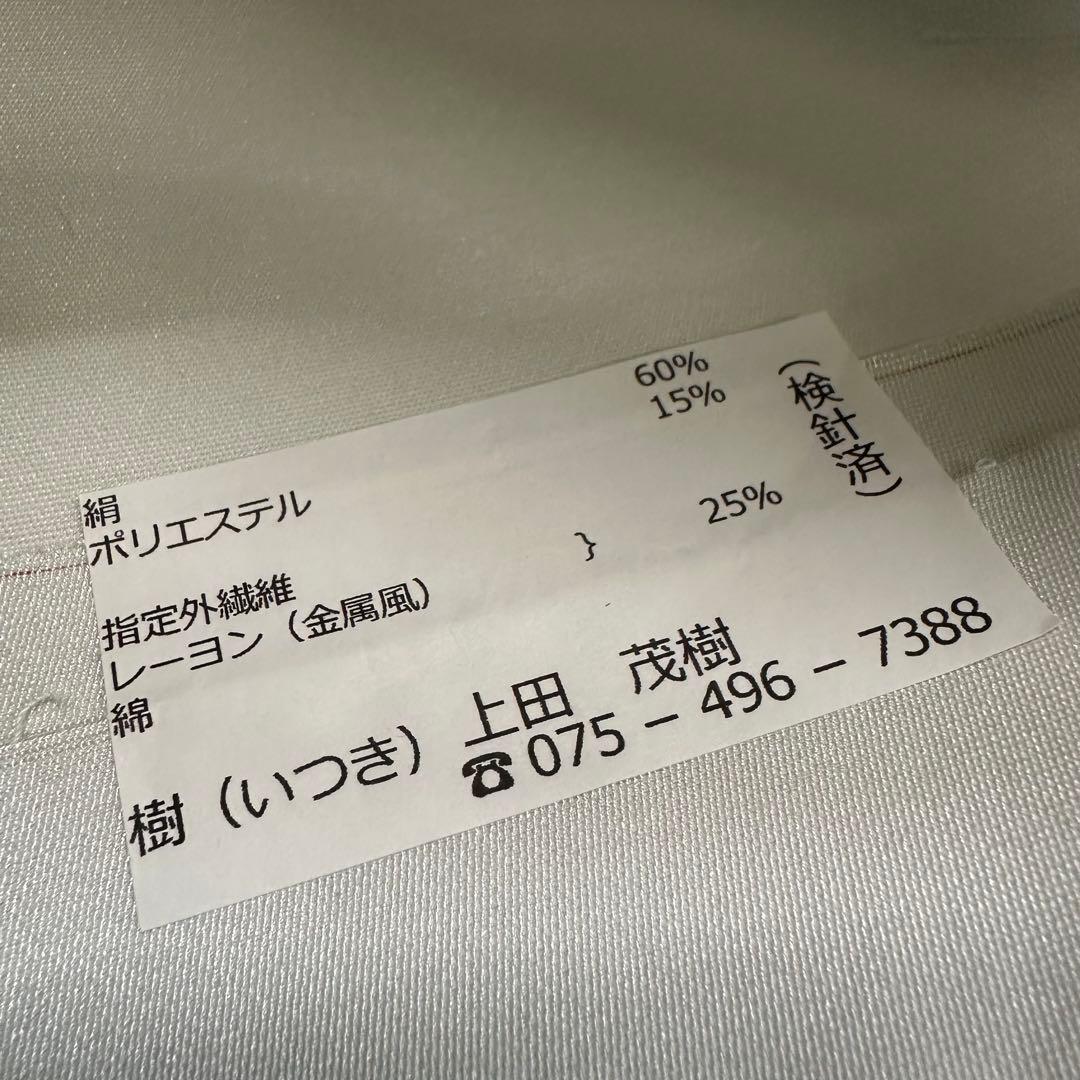 絹 60%
ポリエステル 15%
指定外繊維
レーヨン（金属風） } 25%
綿
樹（いつき）上田 茂樹
☎075－496－7388
（検針済）